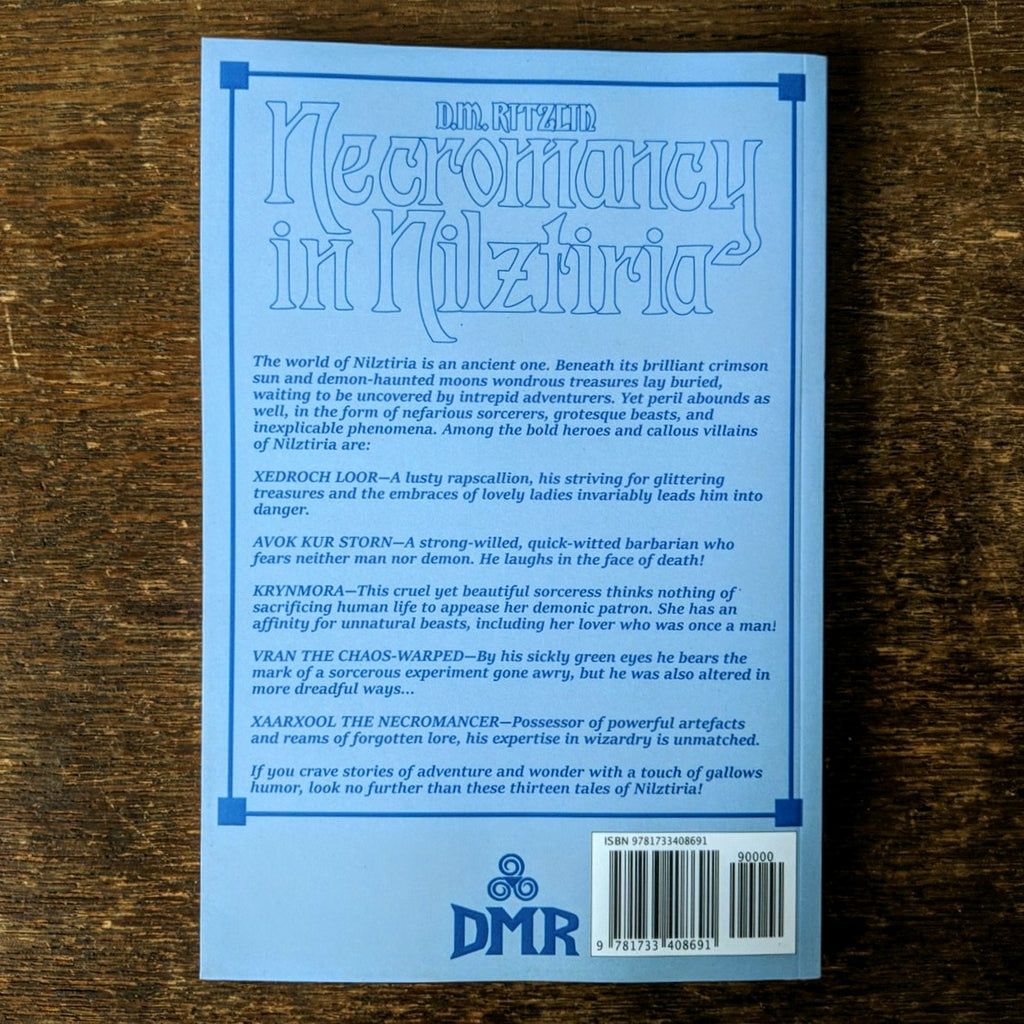 D.M. RITZLIN
Necromancy
in Nilztiria
The world of Nilztiria is an ancient one. Beneath its brilliant crimson
sun and demon-haunted moons wondrous treasures lay buried,
waiting to be uncovered by intrepid adventurers. Yet peril abounds as
well, in the form of nefarious sorcerers, grotesque beasts, and
inexplicable phenomena. Among the bold heroes and callous villains
of Nilztiria are:
XEDROCH LOOR—A lusty rapscallion, his striving for glittering
treasures and the embraces of lovely ladies invariably leads him into
danger.
AVOK KUR STORN—A strong-willed, quick-witted barbarian who
fears neither man nor demon. He laughs in the face of death!
KRYNMORA—This cruel yet beautiful sorceress thinks nothing of
sacrificing human life to appease her demonic patron. She has an
affinity for unnatural beasts, including her lover who was once a man!
VRAN THE CHAOS-WARPED—By his sickly green eyes he bears the
mark of a sorcerous experiment gone awry, but he was also altered in
more dreadful ways...
XAARXOOL THE NECROMANCER—Possessor of powerful artefacts
and reams of forgotten lore, his expertise in wizardry is unmatched.
If you crave stories of adventure and wonder with a touch of gallows
humor, look no further than these thirteen tales of Nilztiria!
DMR
ISBN 9781733408691
90000
9 781733 408691